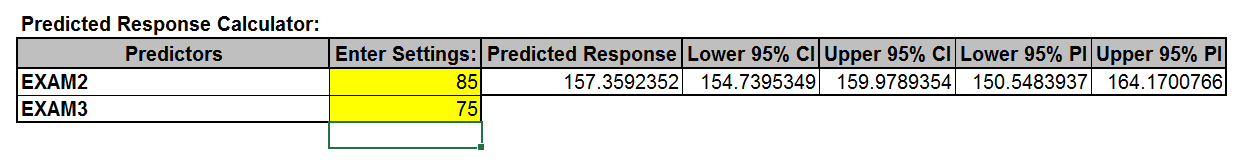 Predicted Response Calculator:
Predictors Enter Settings: Predicted Response Lower 95% CI Upper 95% CI Lower 95% PI Upper 95% PI
EXAM2 85 157.3592352 154.7395349 159.9789354 150.5483937 164.1700766
EXAM3 75